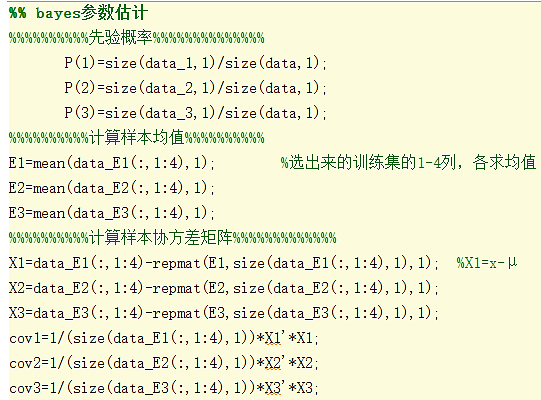 %% bayes参数估计
%%%%%%%%%%先验概率%%%%%%%%%%%%%%
P(1)=size(data_1,1)/size(data,1);
P(2)=size(data_2,1)/size(data,1);
P(3)=size(data_3,1)/size(data,1);
%%%%%%%%%%计算样本均值%%%%%%%%%%
E1=mean(data_E1(:,1:4),1); %选出来的训练集的1-4列，各求均值
E2=mean(data_E2(:,1:4),1);
E3=mean(data_E3(:,1:4),1);
%%%%%%%%%%计算样本协方差矩阵%%%%%%%%%%%%%
X1=data_E1(:,1:4)-repmat(E1,size(data_E1(:,1:4),1),1); %X1=x-μ
X2=data_E2(:,1:4)-repmat(E2,size(data_E2(:,1:4),1),1);
X3=data_E3(:,1:4)-repmat(E3,size(data_E3(:,1:4),1),1);
cov1=1/(size(data_E1(:,1:4),1))*X1'*X1;
cov2=1/(size(data_E2(:,1:4),1))*X2'*X2;
cov3=1/(size(data_E3(:,1:4),1))*X3'*X3;